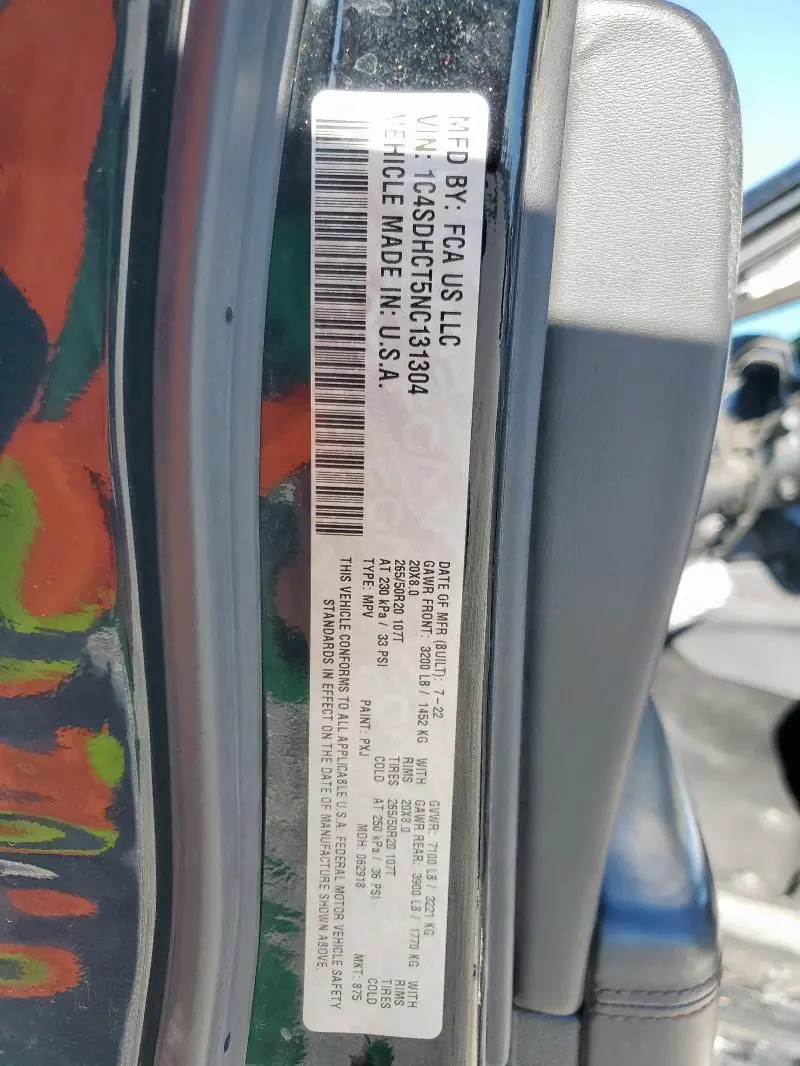 MFD BY: FCA US LLC
VIN: 1C4SDHCT5NC131304
VEHICLE MADE IN: U.S.A.
DATE OF MFR (BUILT): 7-22 GVWR: 7100 LB / 3221 KG
GAWR FRONT: 3200 LB / 1452 KG WITH GAWR REAR: 3900 LB / 1770 KG WITH
20X8.0 RIMS 20X8.0 RIMS
265/50R20 107T TIRES 265/50R20 107T TIRES
AT 230 kPa / 33 PSI COLD AT 250 kPa / 36 PSI COLD
TYPE: MPV PAINT: PXJ MDH: 062918 MKT: 875
THIS VEHICLE CONFORMS TO ALL APPLICABLE U.S.A. FEDERAL MOTOR VEHICLE SAFETY
STANDARDS IN EFFECT ON THE DATE OF MANUFACTURE SHOWN ABOVE.